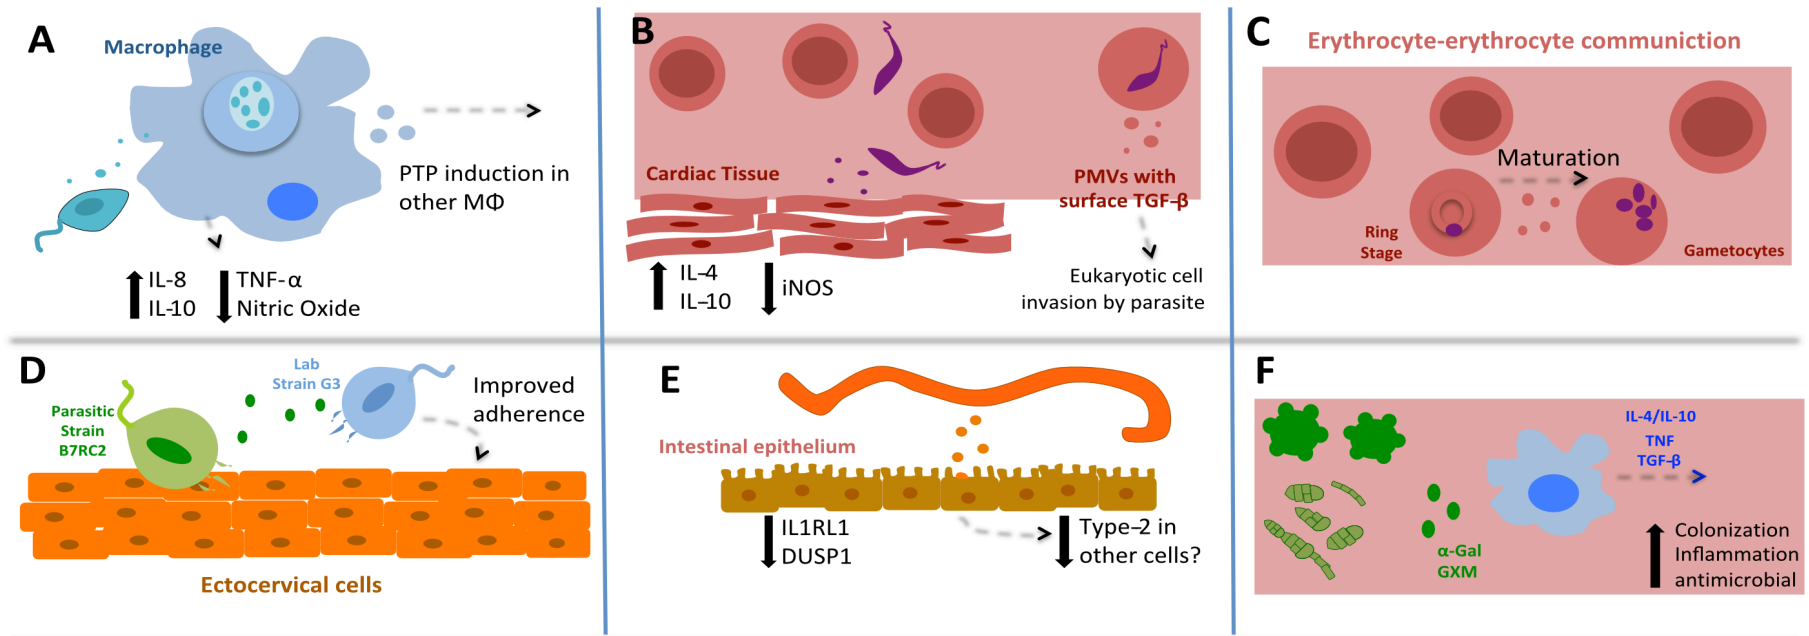 A
Macrophage
PTP induction in
other MΦ
IL-8
IL-10
TNF-α
Nitric Oxide
B
Cardiac Tissue
PMVs with
surface TGF-β
IL-4
IL-10
iNOS
Eukaryotic cell
invasion by parasite
C
Erythrocyte-erythrocyte communiction
Maturation
Ring
Stage
Gametocytes
D
Lab
Strain G3
Parasitic
Strain
B7RC2
Improved
adherence
Ectocervical cells
E
Intestinal epithelium
IL1RL1
DUSP1
Type-2 in
other cells?
F
IL-4/IL-10
TNF
TGF-β
α-Gal
GXM
Colonization
Inflammation
antimicrobial